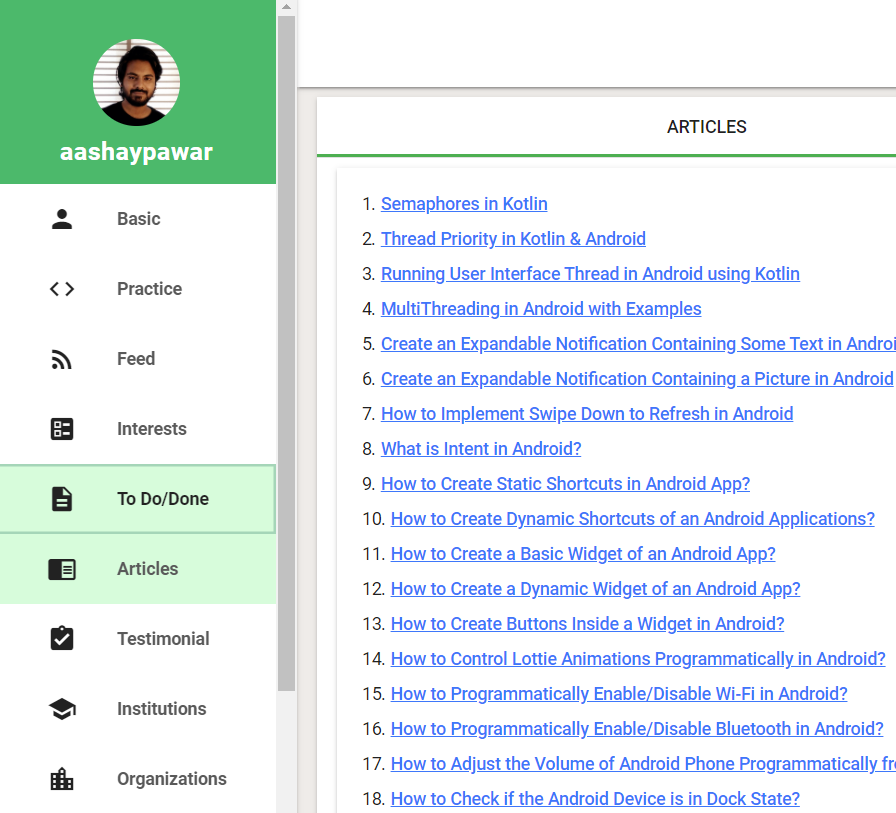 aashaypawar
Basic
Practice
Feed
Interests
To Do/Done
Articles
Testimonial
Institutions
Organizations
ARTICLES
1. Semaphores in Kotlin
2. Thread Priority in Kotlin & Android
3. Running User Interface Thread in Android using Kotlin
4. MultiThreading in Android with Examples
5. Create an Expandable Notification Containing Some Text in Androi
6. Create an Expandable Notification Containing a Picture in Android
7. How to Implement Swipe Down to Refresh in Android
8. What is Intent in Android?
9. How to Create Static Shortcuts in Android App?
10. How to Create Dynamic Shortcuts of an Android Applications?
11. How to Create a Basic Widget of an Android App?
12. How to Create a Dynamic Widget of an Android App?
13. How to Create Buttons Inside a Widget in Android?
14. How to Control Lottie Animations Programmatically in Android?
15. How to Programmatically Enable/Disable Wi-Fi in Android?
16. How to Programmatically Enable/Disable Bluetooth in Android?
17. How to Adjust the Volume of Android Phone Programmatically fr
18. How to Check if the Android Device is in Dock State?